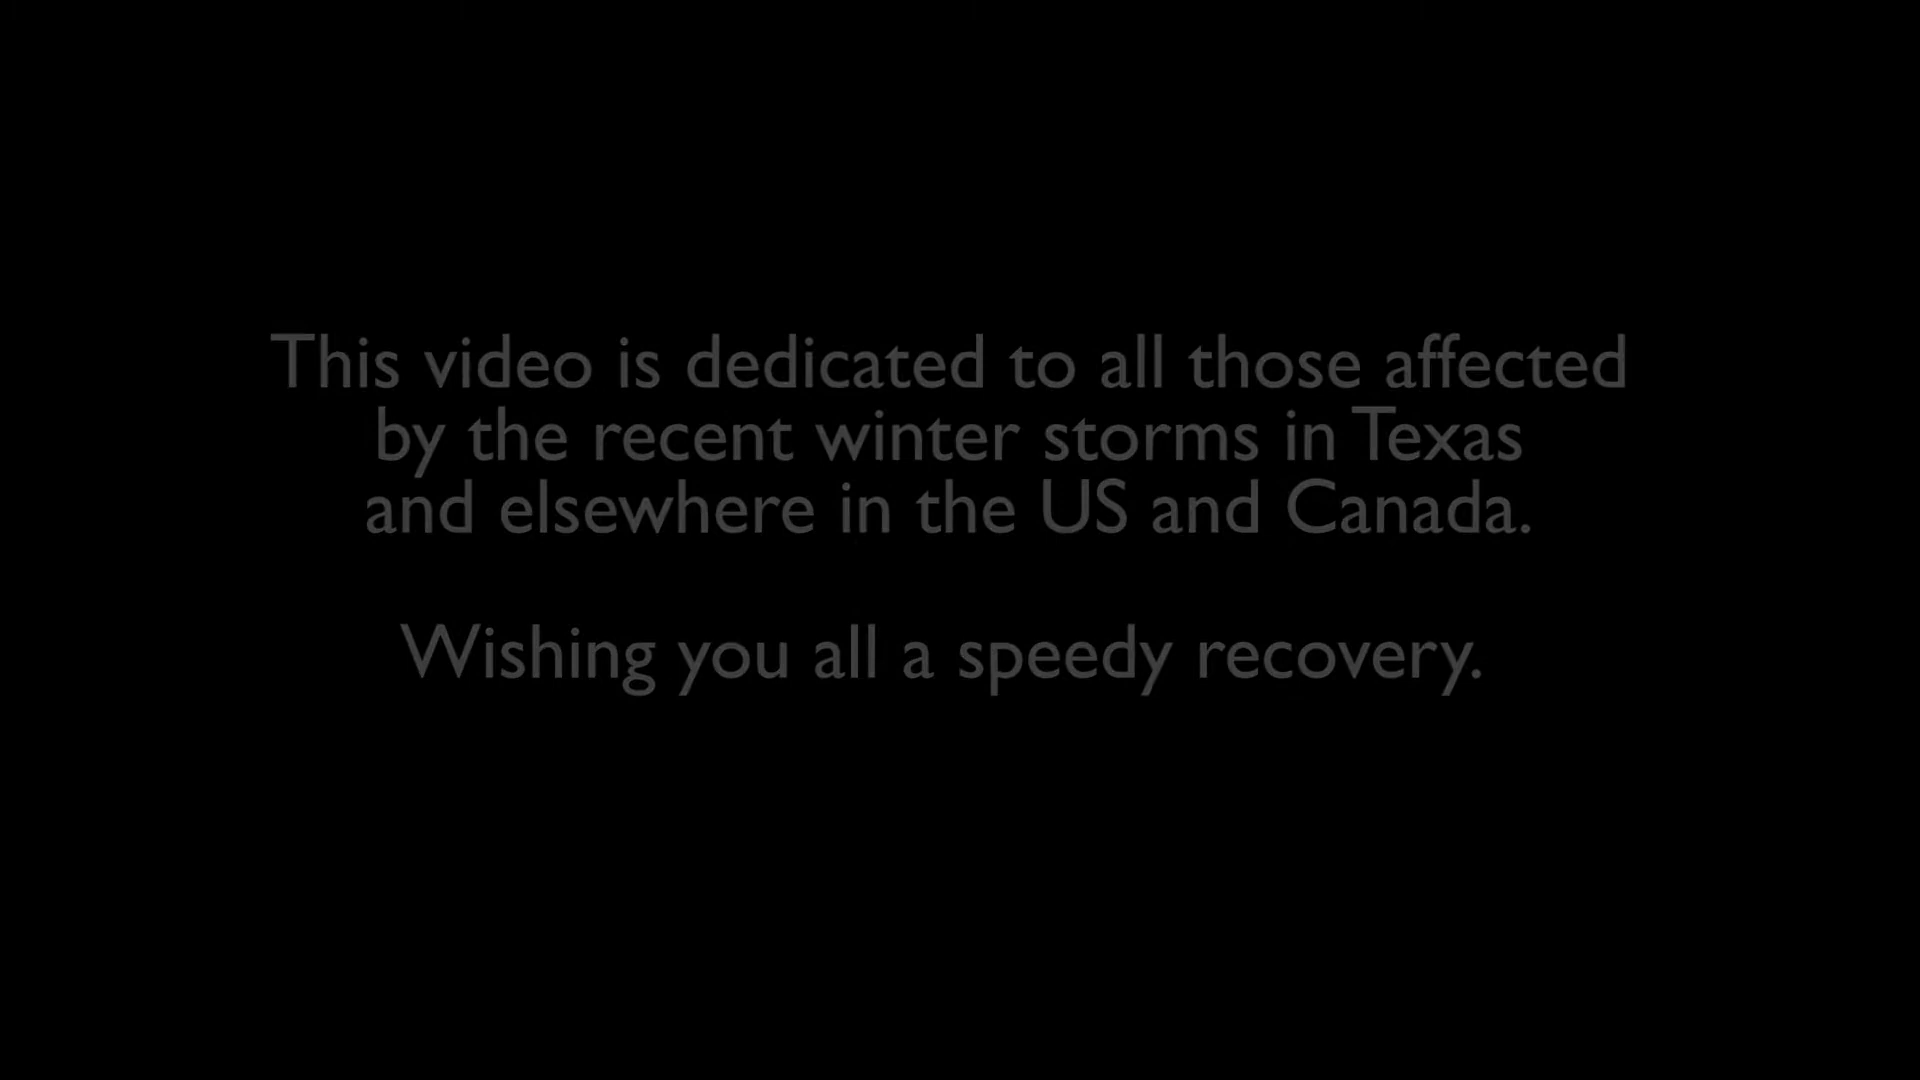 This video is dedicated to all those affected
by the recent winter storms in Texas
and elsewhere in the US and Canada.
Wishing you all a speedy recovery.